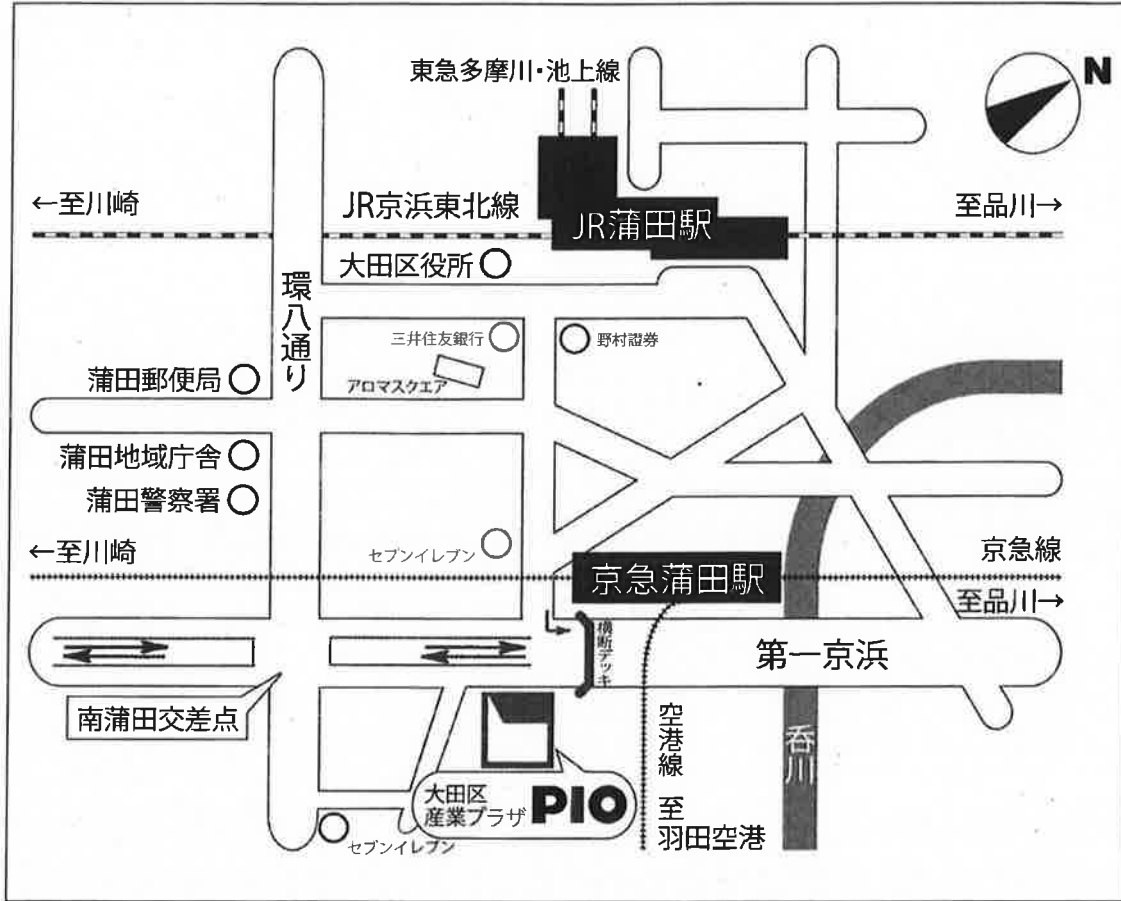 東急多摩川・池上線
N
←至川崎
JR京浜東北線
JR蒲田駅
至品川→
大田区役所
環八通り
三井住友銀行
野村證券
アロマスクエア
蒲田郵便局
蒲田地域庁舎
蒲田警察署
←至川崎
セブンイレブン
京急蒲田駅
京急線
至品川→
横断デッキ
第一京浜
南蒲田交差点
空港線 至
羽田空港
呑川
大田区
産業プラザ PIO
セブンイレブン